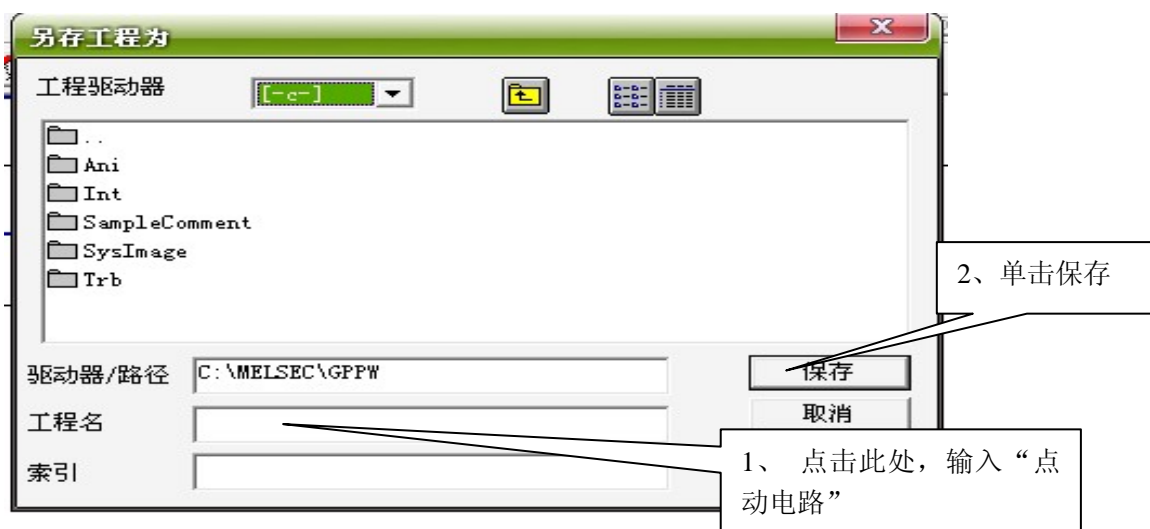 另存工程为
工程驱动器 [-c-]
..
Ani
Int
SampleComment
SysImage
Trb
2、单击保存
驱动器/路径 C:\MELSEC\GPPW
保存
工程名
取消
1、 点击此处，输入“点
动电路”
索引